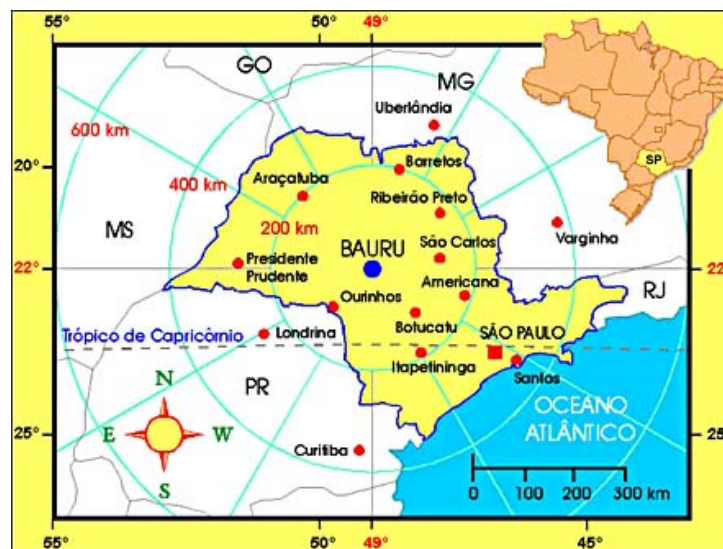 55°
50°
49°
GO
MG
Uberlândia
600 km
20°
Araçatuba
400 km
Barretos
SP
Ribeirão Preto
200 km
MS
BAURU
São Carlos
Varginha
Presidente
Prudente
22°
Americana
Ourinhos
RJ
Botucatu
Trópico de Capricòrnio
Londrina
SÃO PAULO
Itapetininga
Santos
N
PR
E
W
OCEANO
ATLÂNTICO
S
25°
25
Curitiba
0 100 200 300 km
55°
50°
49°
45°